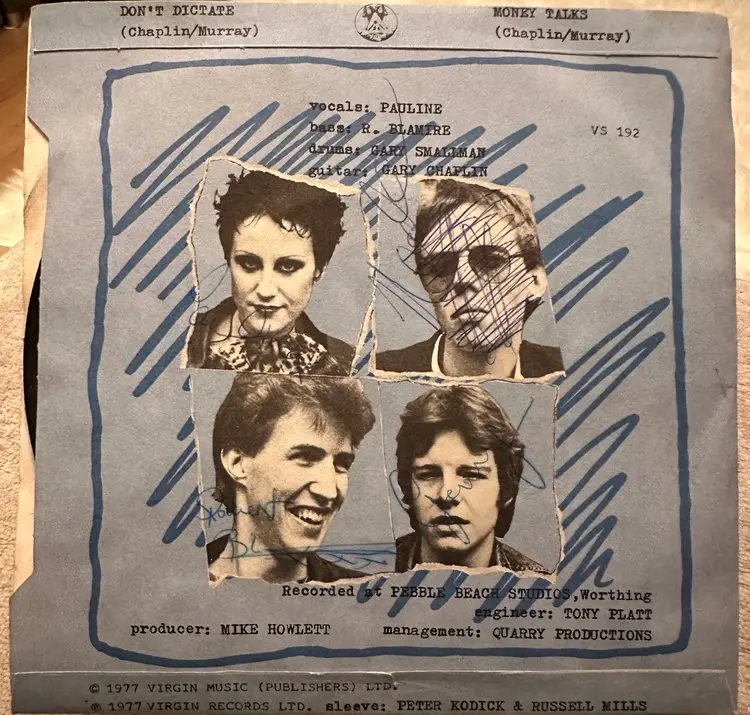 DON'T DICTATE
(Chaplin/Murray)
MONEY TALKS
(Chaplin/Murray)
vocals: PAULINE
bass: R. BLAMIRE
drums: GARY SMALLMAN
guitar: GARY CHAPLIN
VS 192
Robert
Recorded at PEBBLE BEACH STUDIOS,Worthing
engineer: TONY PLATT
producer: MIKE HOWLETT
management: QUARRY PRODUCTIONS
© 1977 VIRGIN MUSIC (PUBLISHERS) LTD.
℗ 1977 VIRGIN RECORDS LTD. sleeve: PETER KODICK & RUSSELL MILLS